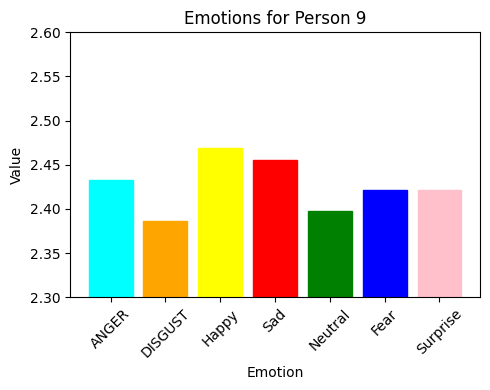 Emotions for Person 9
Value
2.60
2.55
2.50
2.45
2.40
2.35
2.30
ANGER
DISGUST
Happy
Sad
Neutral
Fear
Surprise
Emotion